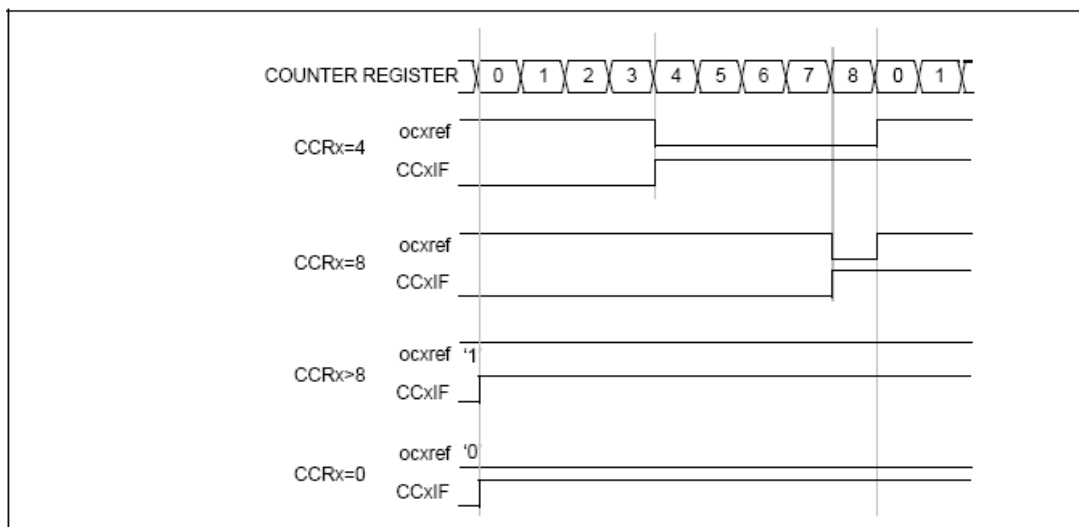 COUNTER REGISTER 0 1 2 3 4 5 6 7 8 0 1
CCRx=4
ocxref
CCxIF
CCRx=8
ocxref
CCxIF
CCRx>8
ocxref '1'
CCxIF
CCRx=0
ocxref '0'
CCxIF